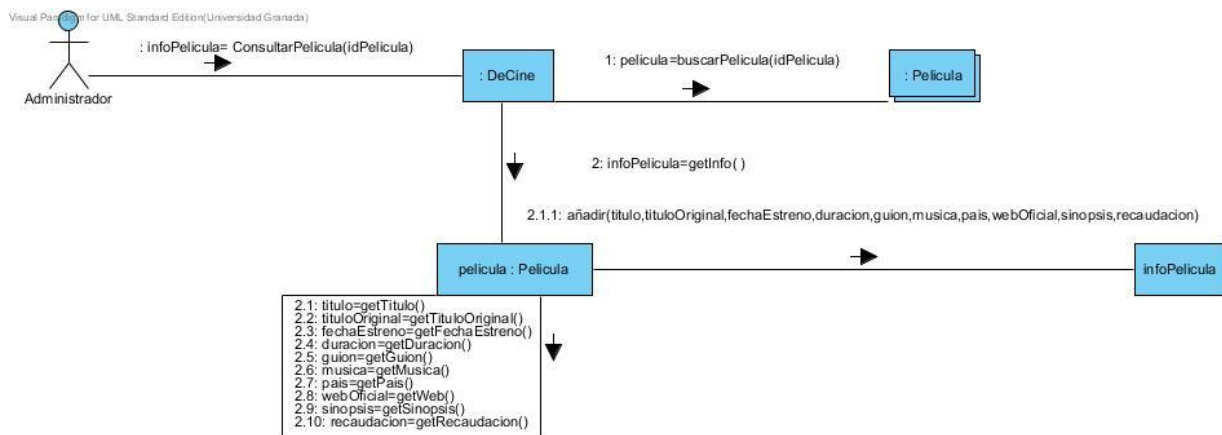 Visual Paradigm for UML Standard Edition(Universidad Granada)
: infoPelicula= ConsultarPelicula(idPelicula)
1: pelicula=buscarPelicula(idPelicula)
: DeCine
: Pelicula
Administrador
2: infoPelicula=getInfo( )
2.1.1: añadir(titulo,tituloOriginal,fechaEstreno,duracion,guion,musica,pais,webOficial,sinopsis,recaudacion)
pelicula : Pelicula
infoPelicula
2.1: titulo=getTitulo()
2.2: tituloOriginal=getTituloOriginal()
2.3: fechaEstreno=getFechaEstreno()
2.4: duracion=getDuracion()
2.5: guion=getGuion()
2.6: musica=getMusica()
2.7: pais=getPais()
2.8: webOficial=getWeb()
2.9: sinopsis=getSinopsis()
2.10: recaudacion=getRecaudacion()